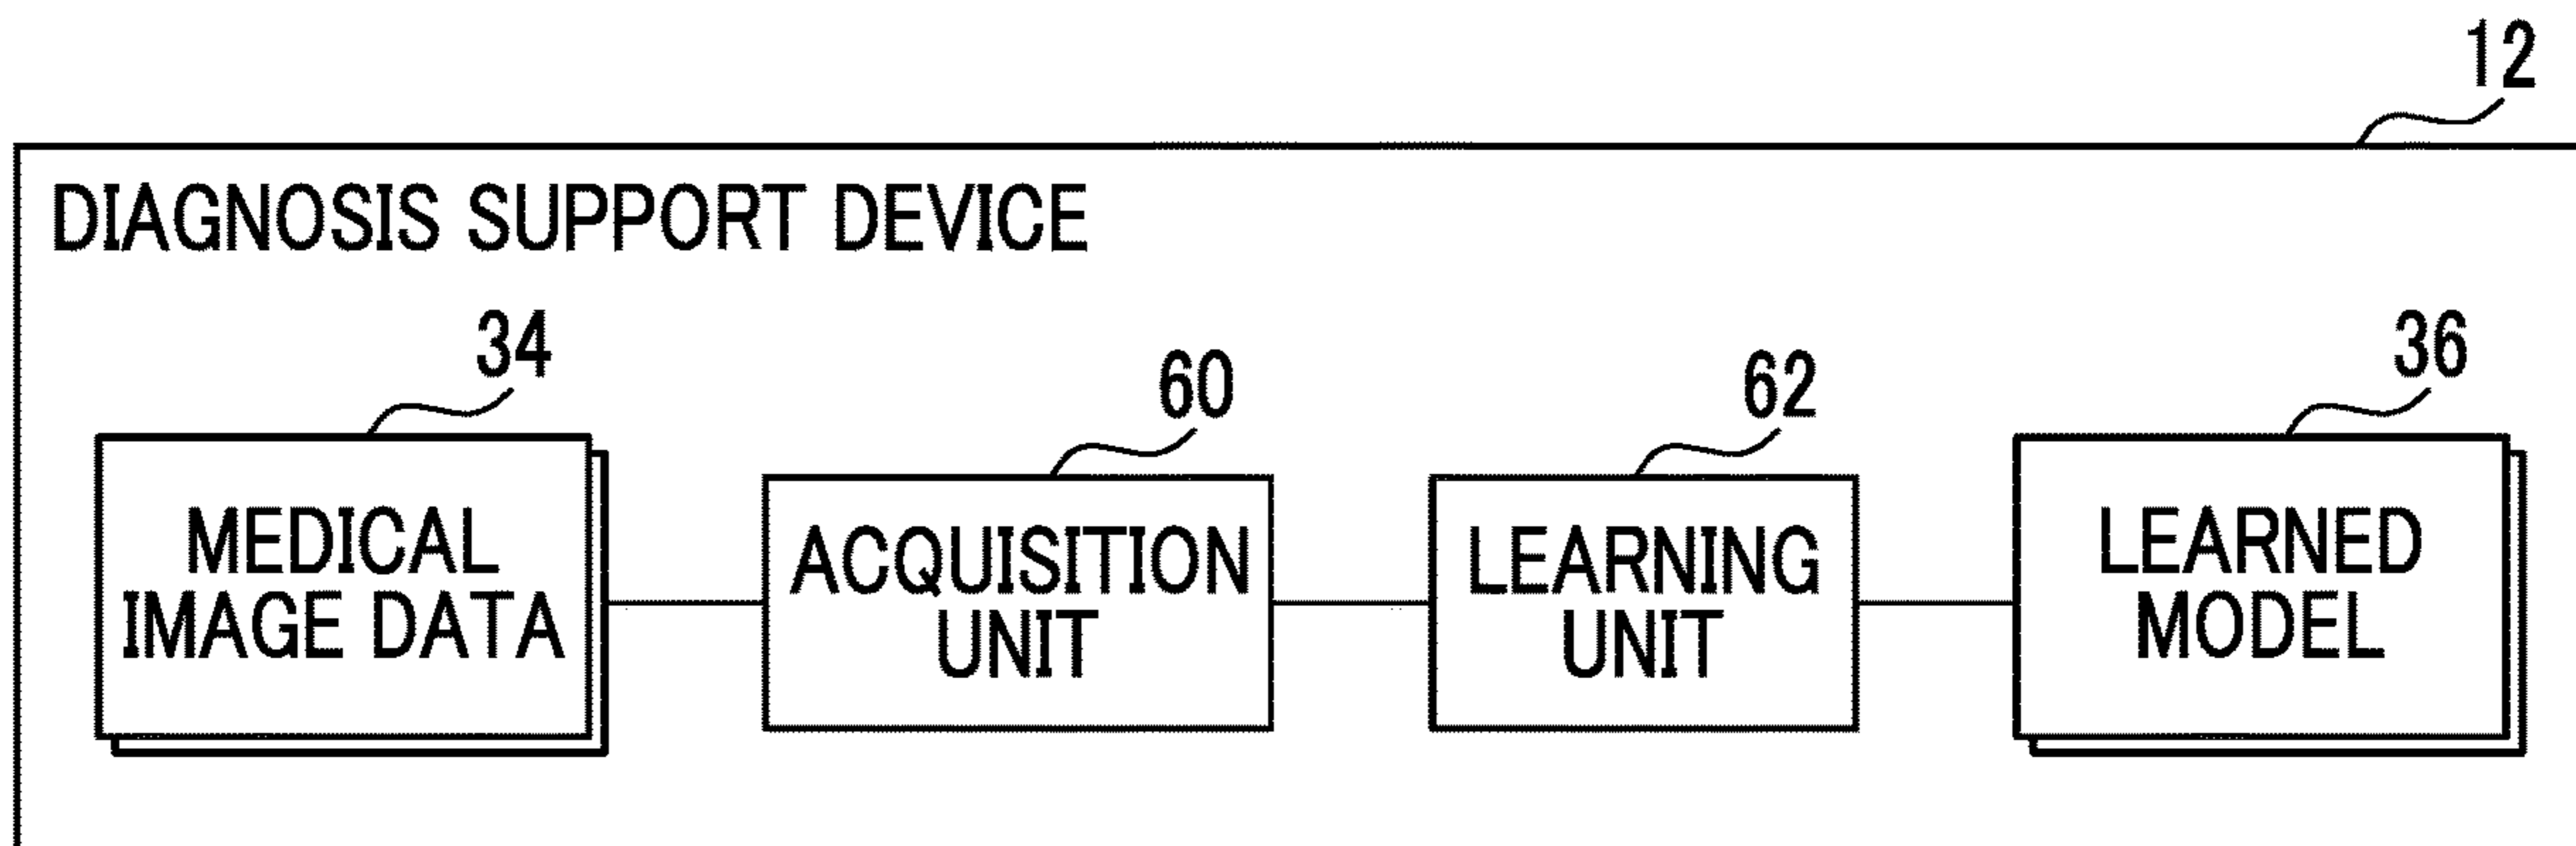 12
DIAGNOSIS SUPPORT DEVICE
34
60
62
36
MEDICAL
IMAGE DATA
ACQUISITION
UNIT
LEARNING
UNIT
LEARNED
MODEL